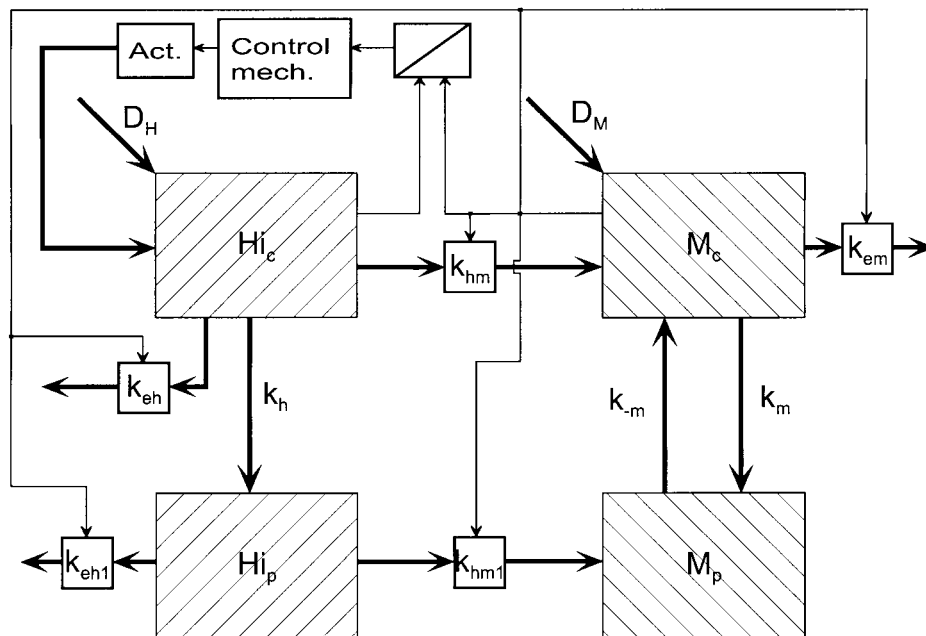 Act.
Control
mech.
D_H
D_M
Hi_c
M_c
k_hm
k_em
k_eh
k_h
k_-m
k_m
k_eh1
Hi_p
k_hm1
M_p